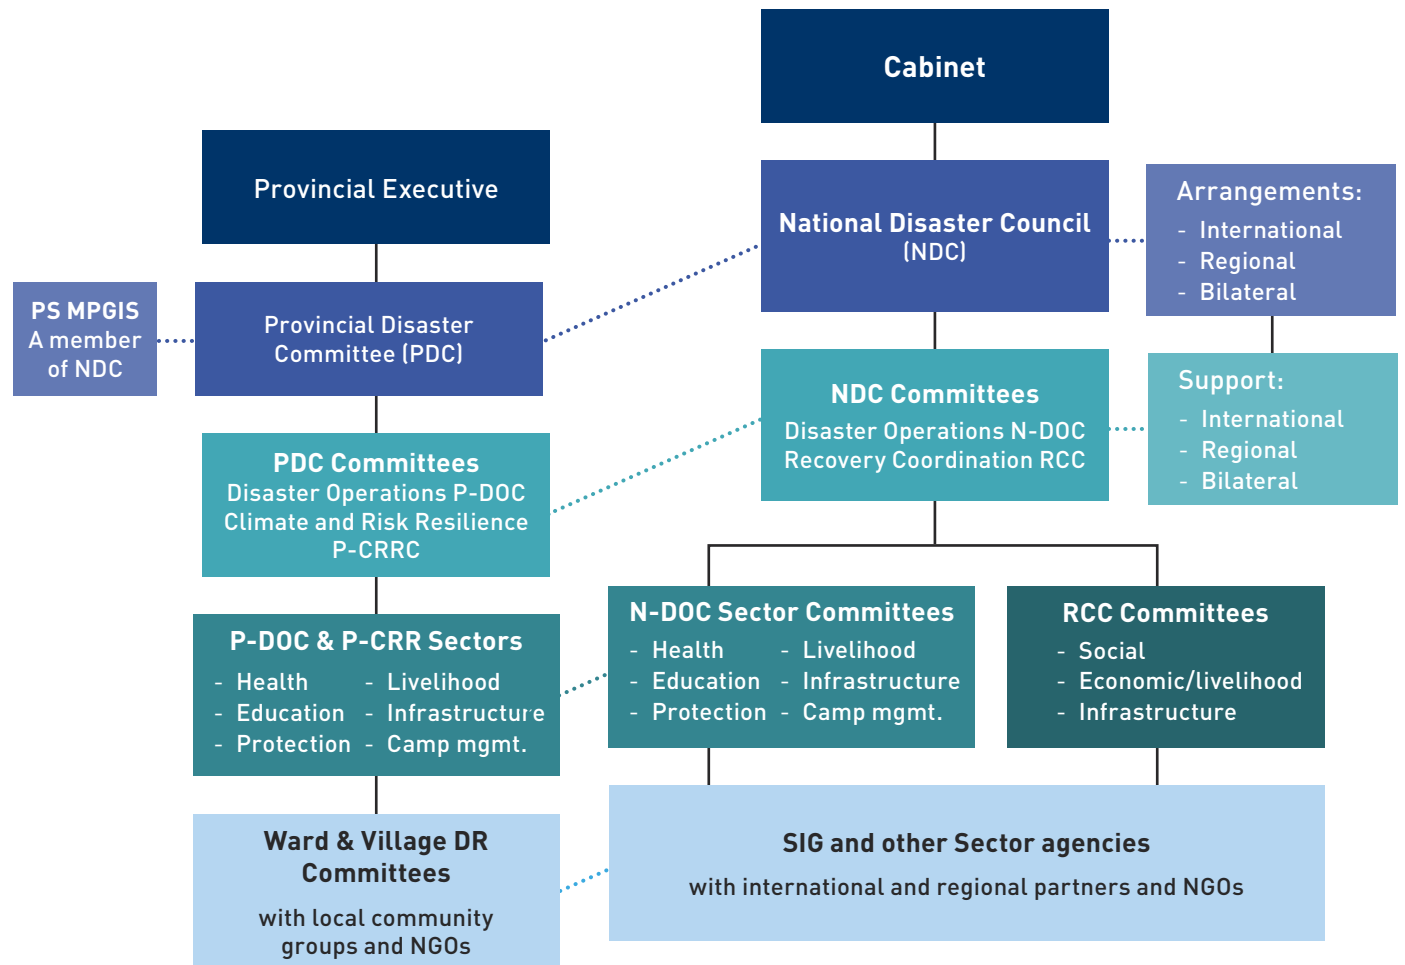 Cabinet
Provincial Executive
National Disaster Council
(NDC)
Arrangements:
- International
- Regional
- Bilateral
PS MPGIS
A member
of NDC
Provincial Disaster
Committee (PDC)
NDC Committees
Disaster Operations N-DOC
Recovery Coordination RCC
Support:
- International
- Regional
- Bilateral
PDC Committees
Disaster Operations P-DOC
Climate and Risk Resilience
P-CRRC
P-DOC & P-CRR Sectors
- Health - Livelihood
- Education - Infrastructure
- Protection - Camp mgmt.
N-DOC Sector Committees
- Health - Livelihood
- Education - Infrastructure
- Protection - Camp mgmt.
RCC Committees
- Social
- Economic/livelihood
- Infrastructure
Ward & Village DR
Committees
with local community
groups and NGOs
SIG and other Sector agencies
with international and regional partners and NGOs